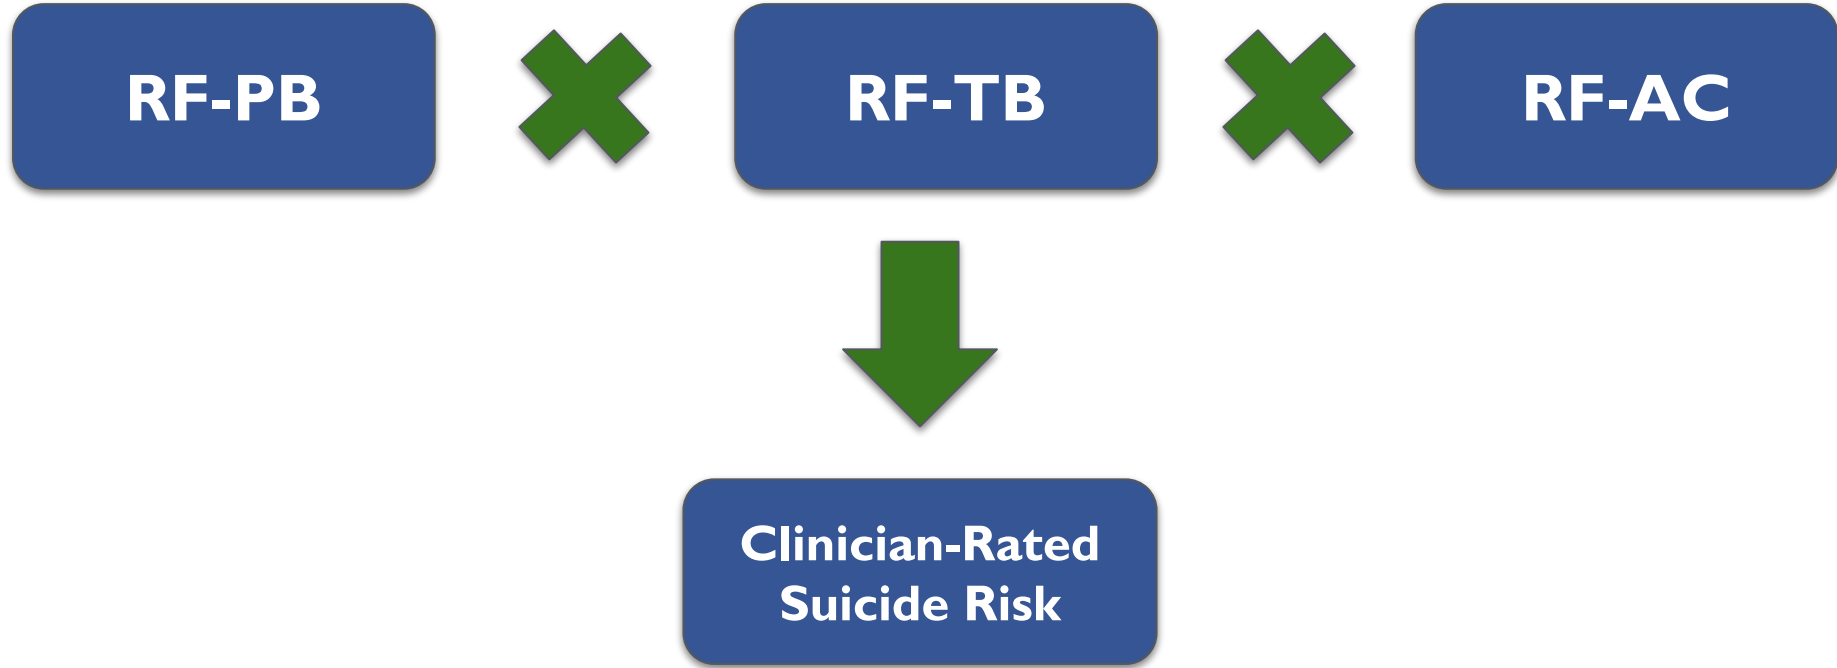 RF-PB
RF-TB
RF-AC
Clinician-Rated
Suicide Risk